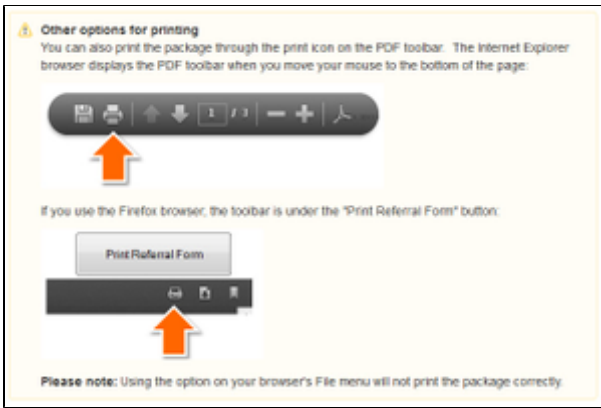 Other options for printing
You can also print the package through the print icon on the PDF toolbar. The Internet Explorer
browser displays the PDF toolbar when you move your mouse to the bottom of the page:
1 / 3
If you use the Firefox browser, the toolbar is under the "Print Referral Form" button:
Print Referral Form
Please note: Using the option on your browser's File menu will not print the package correctly.